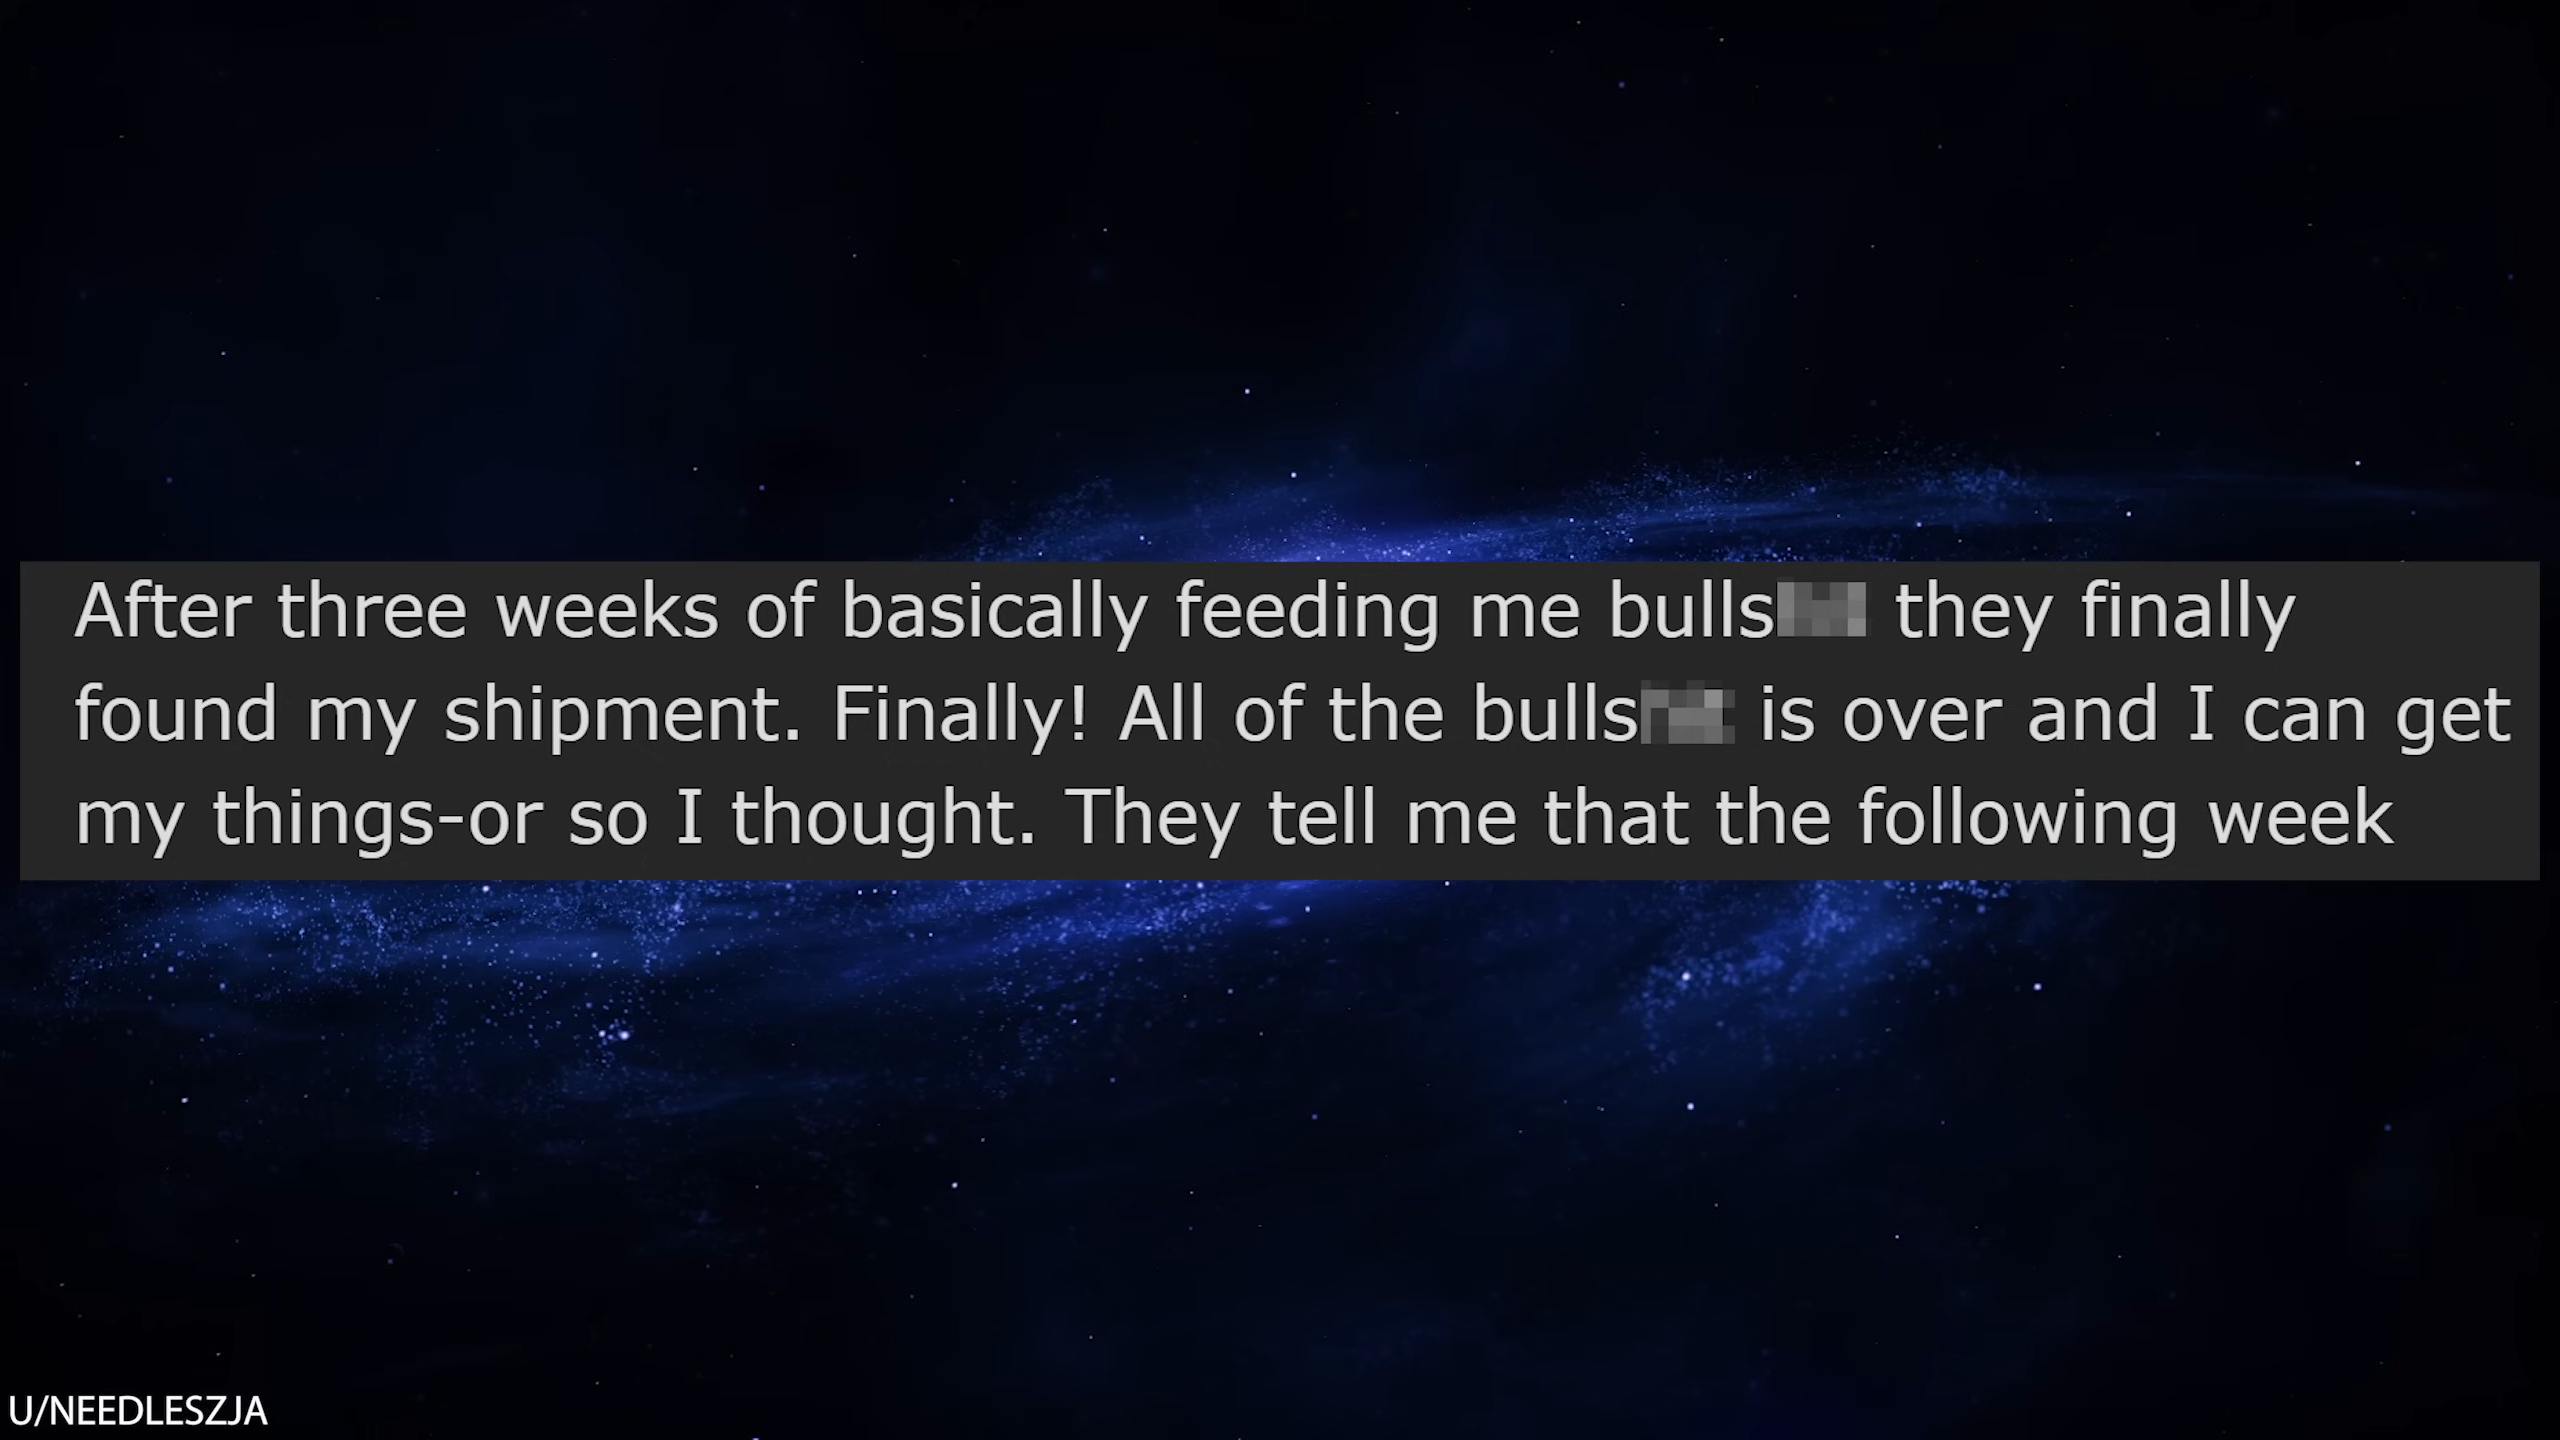 After three weeks of basically feeding me bulls they finally
found my shipment. Finally! All of the bulls is over and I can get
my things-or so I thought. They tell me that the following week
U/NEEDLESZJA